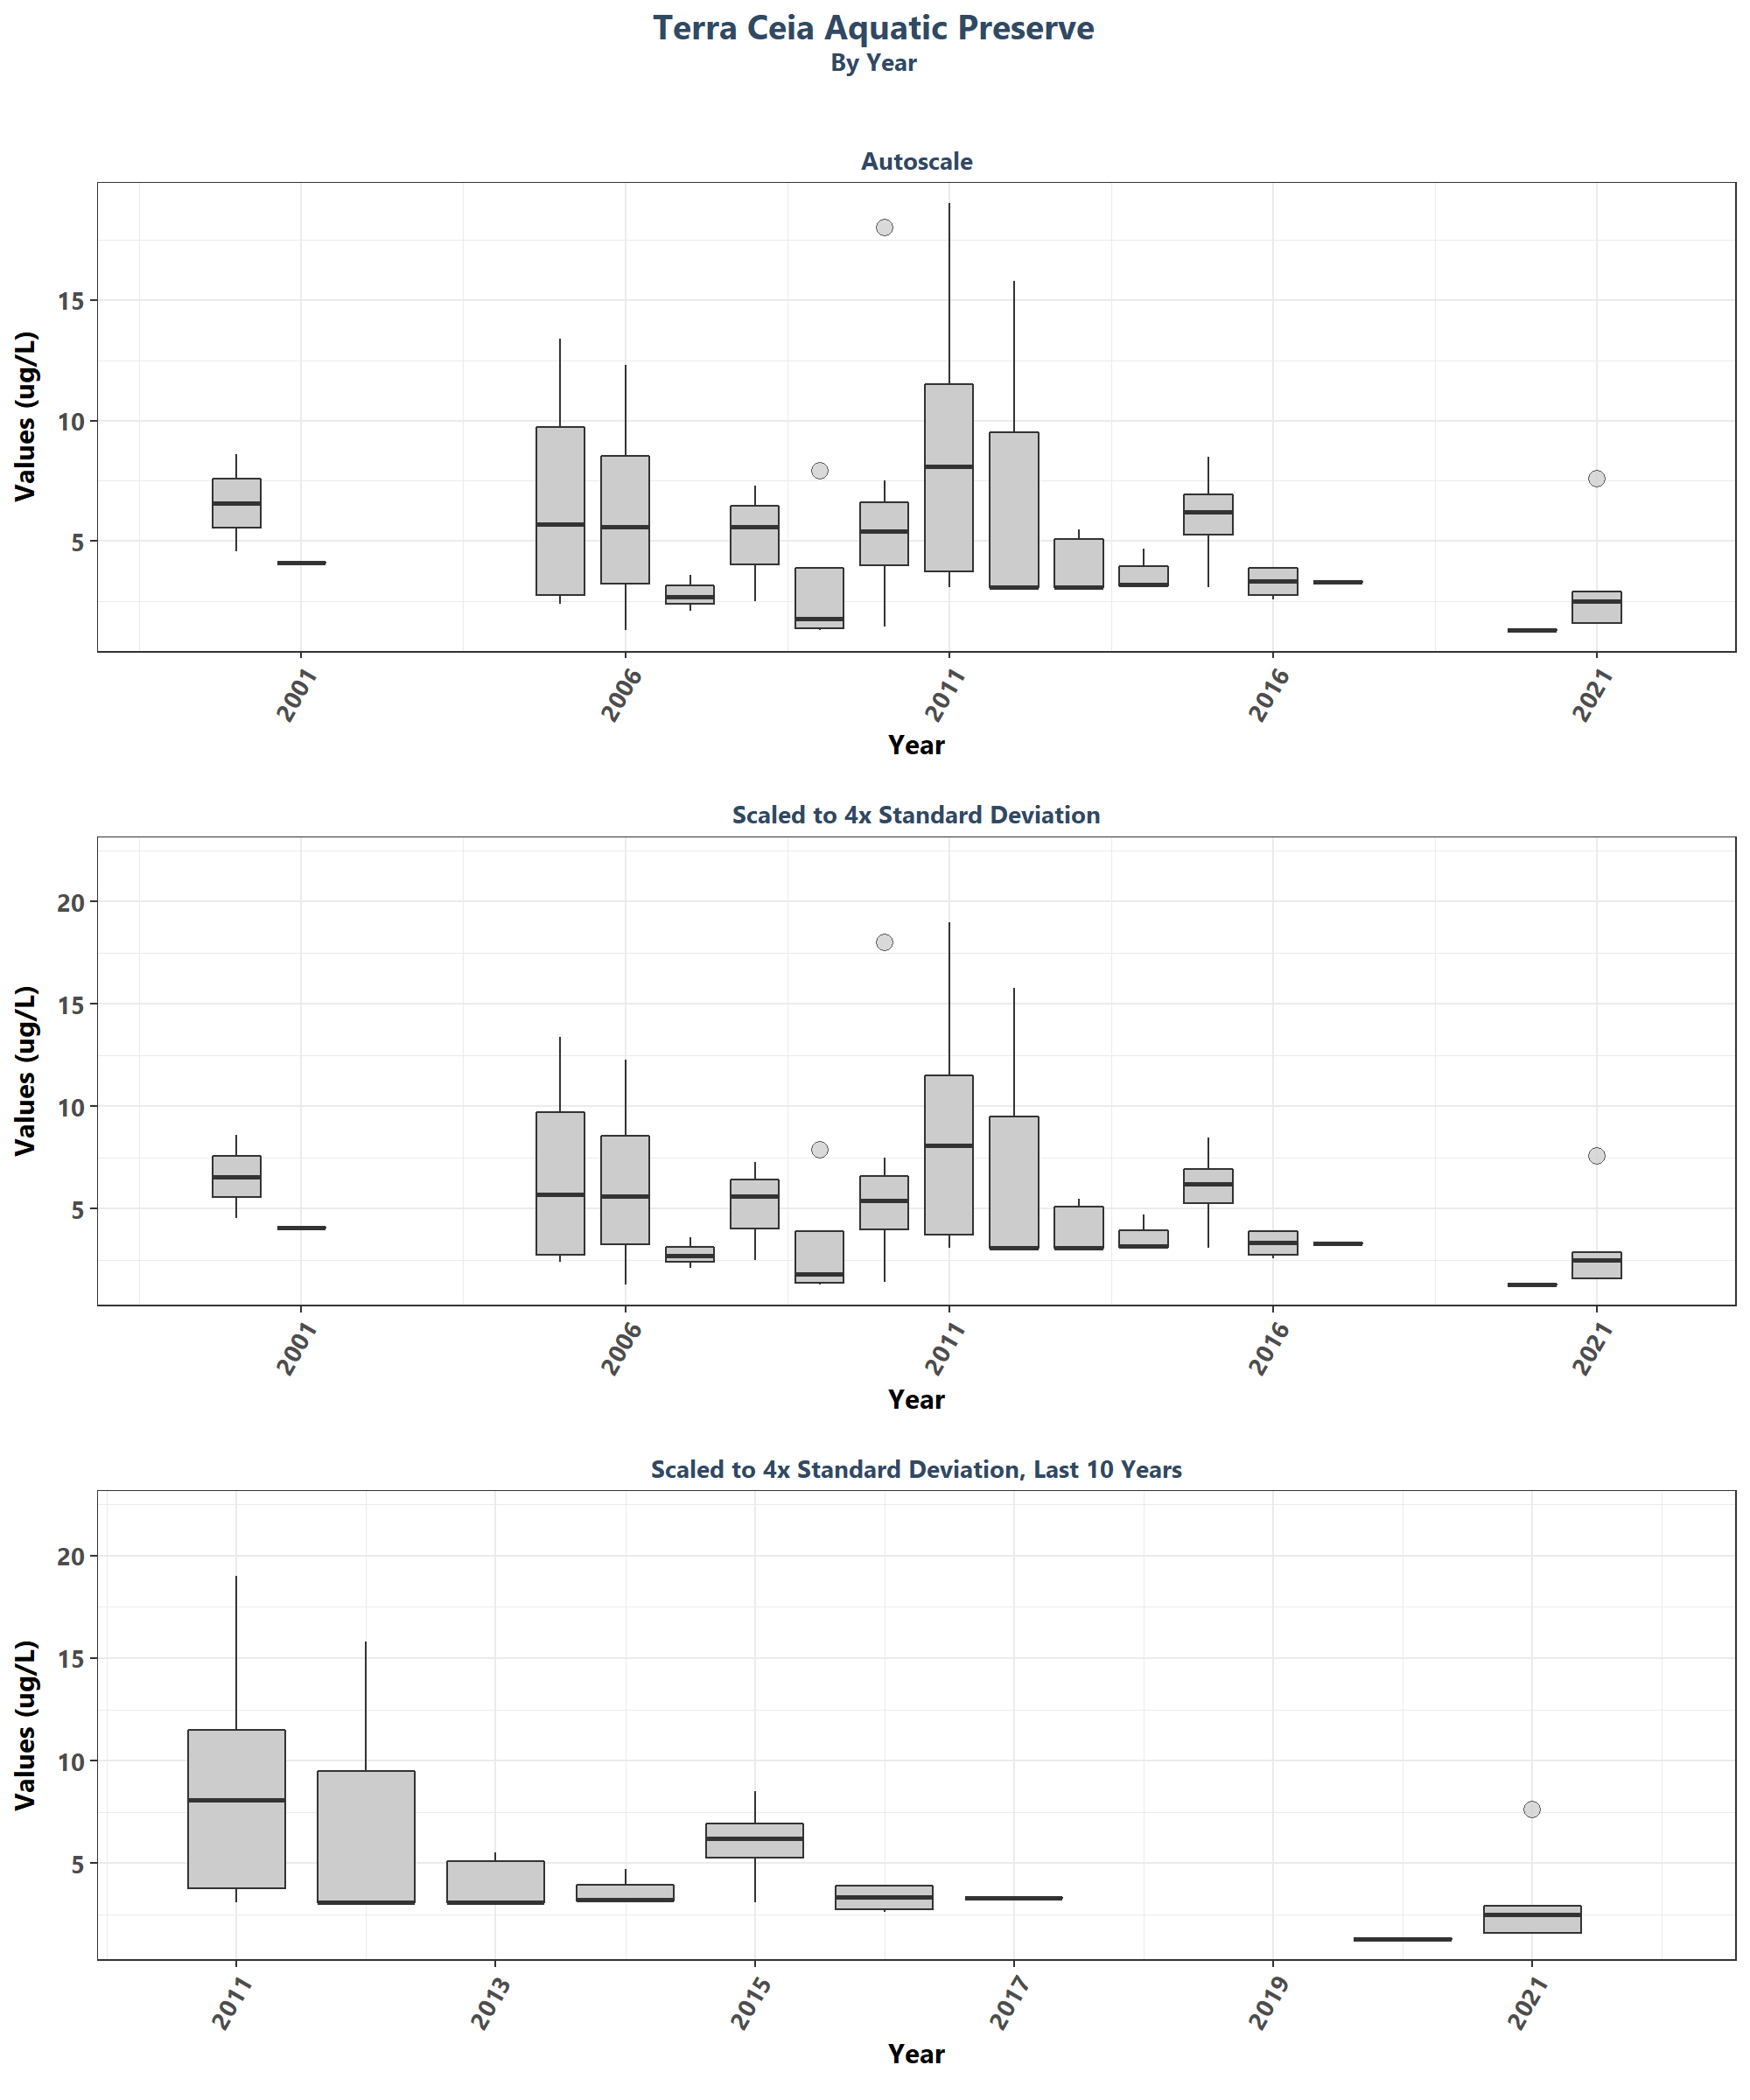 Terra Ceia Aquatic Preserve
By Year
Autoscale
Values (ug/L)
15
10
5
2001 2006 2011 2016 2021
Year
Scaled to 4x Standard Deviation
Values (ug/L)
20
15
10
5
2001 2006 2011 2016 2021
Year
Scaled to 4x Standard Deviation, Last 10 Years
Values (ug/L)
20
15
10
5
2011 2013 2015 2017 2019 2021
Year